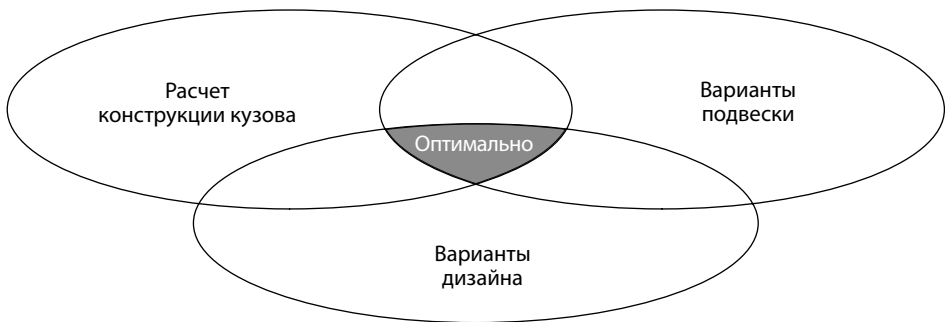 Расчет
конструкции кузова
Варианты
подвески
Оптимально
Варианты
дизайна